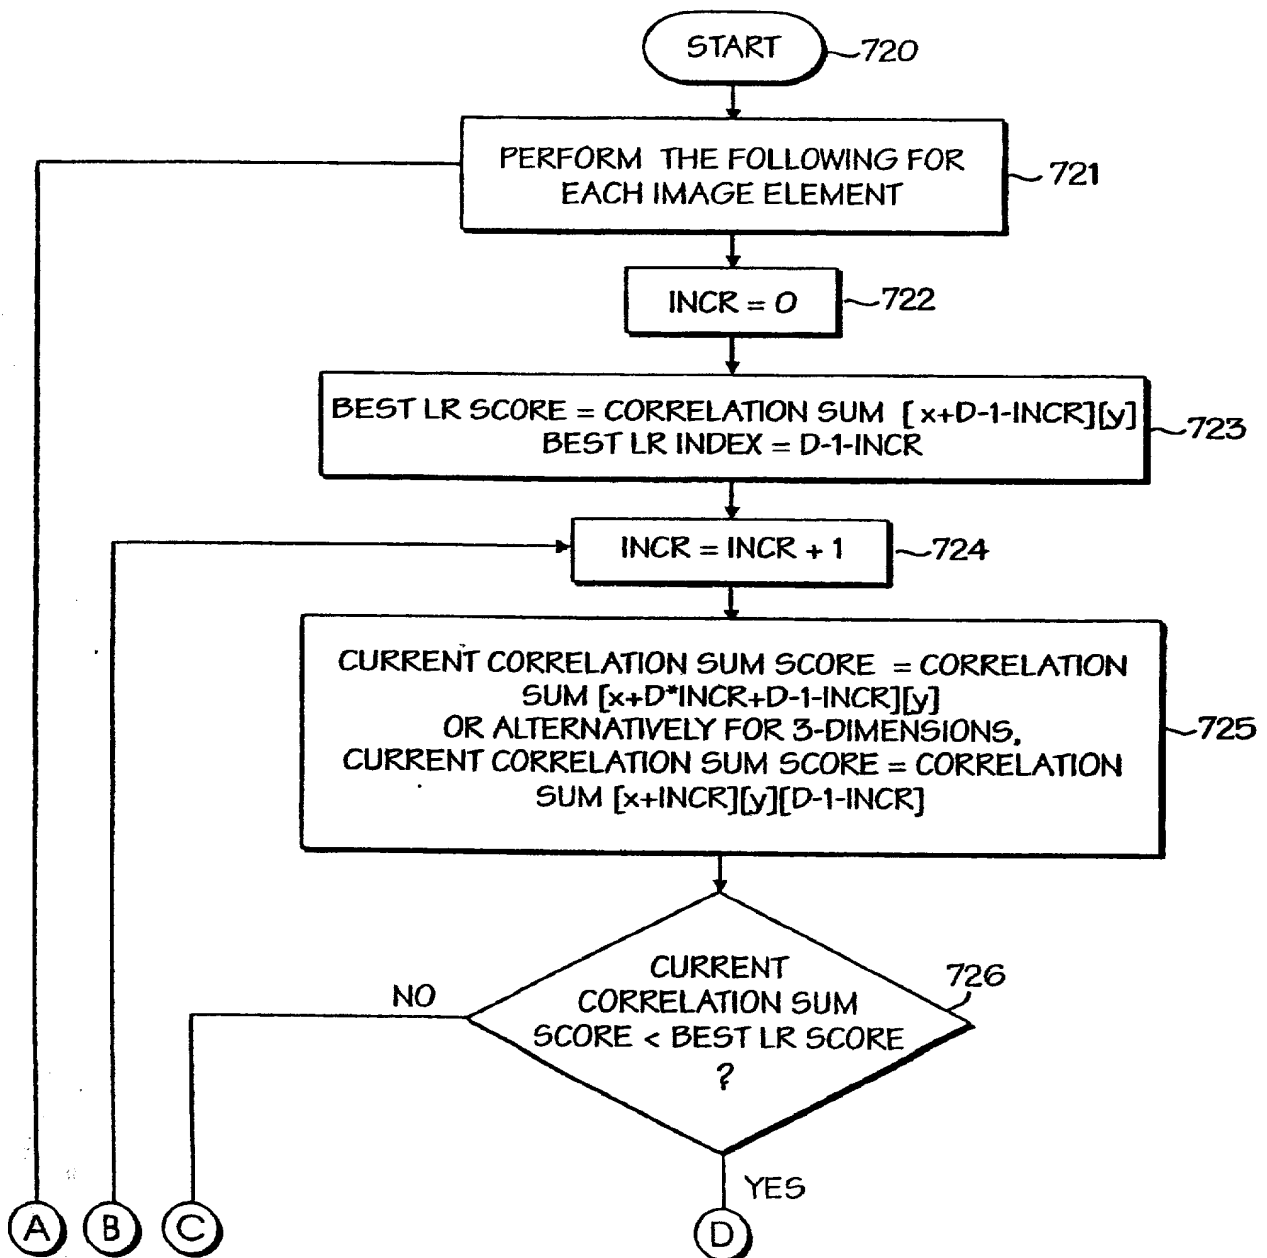 START
720
PERFORM THE FOLLOWING FOR
EACH IMAGE ELEMENT
721
INCR = 0
722
BEST LR SCORE = CORRELATION SUM [x+D-1-INCR][y]
BEST LR INDEX = D-1-INCR
723
INCR = INCR + 1
724
CURRENT CORRELATION SUM SCORE = CORRELATION
SUM [x+D*INCR+D-1-INCR][y]
OR ALTERNATIVELY FOR 3-DIMENSIONS,
CURRENT CORRELATION SUM SCORE = CORRELATION
SUM [x+INCR][y][D-1-INCR]
725
CURRENT
CORRELATION SUM
SCORE < BEST LR SCORE
?
726
NO
YES
A
B
C
D